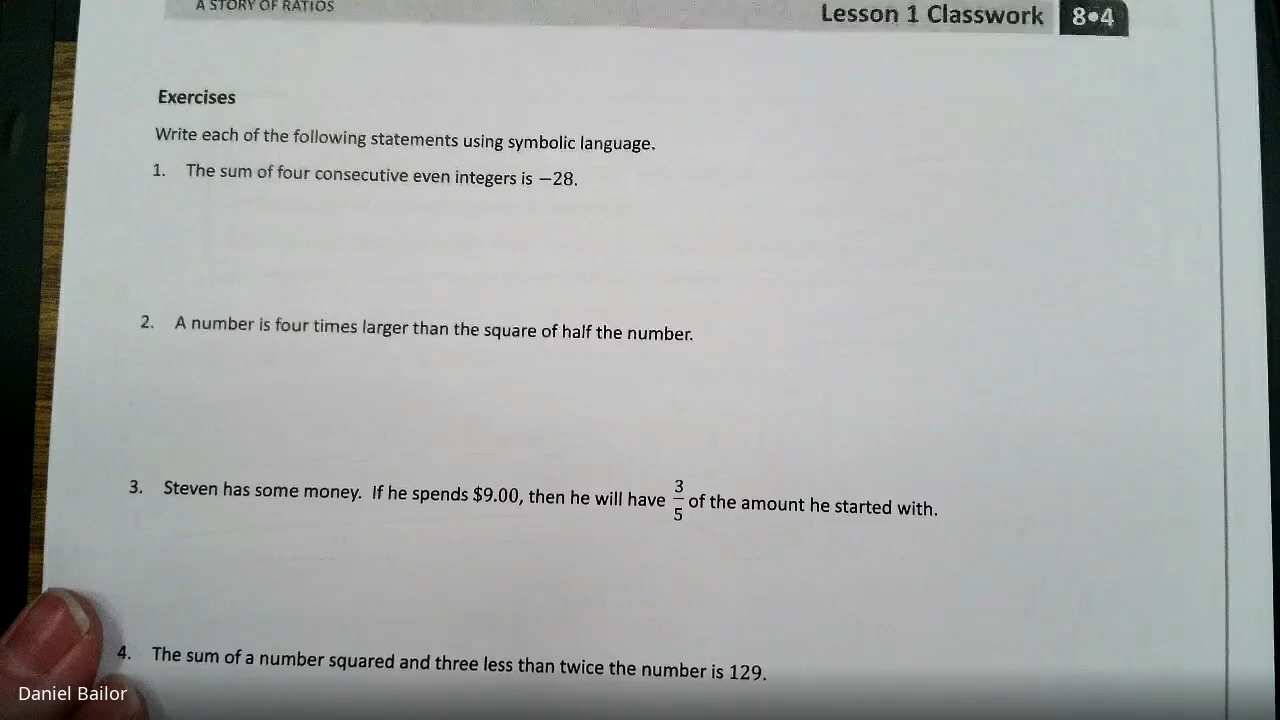 A STORY OF RATIOS
Lesson 1 Classwork 8•4
Exercises
Write each of the following statements using symbolic language.
1. The sum of four consecutive even integers is −28.
2. A number is four times larger than the square of half the number.
3. Steven has some money. If he spends $9.00, then he will have 3/5 of the amount he started with.
4. The sum of a number squared and three less than twice the number is 129.
Daniel Bailor